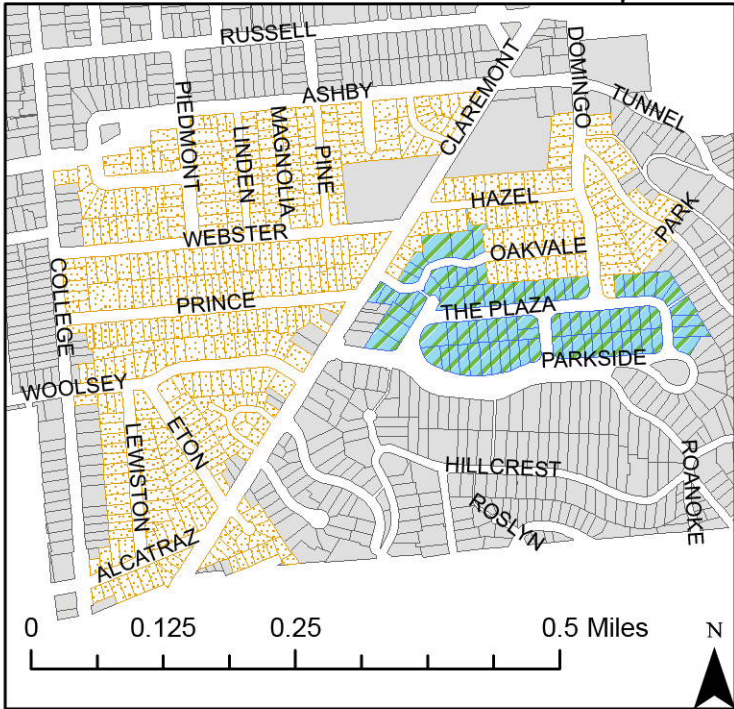 RUSSELL
CLAREMONT
DOMINGO
ASHBY
TUNNEL
PIEDMONT
LINDEN
MAGNOLIA
PINE
HAZEL
PARK
WEBSTER
OAKVALE
COLLEGE
PRINCE
THE PLAZA
PARKSIDE
WOOLSEY
LEWISTON
ETON
HILLCREST
ROANOKE
ROSLYN
ALCATRAZ
0 0.125 0.25 0.5 Miles
N